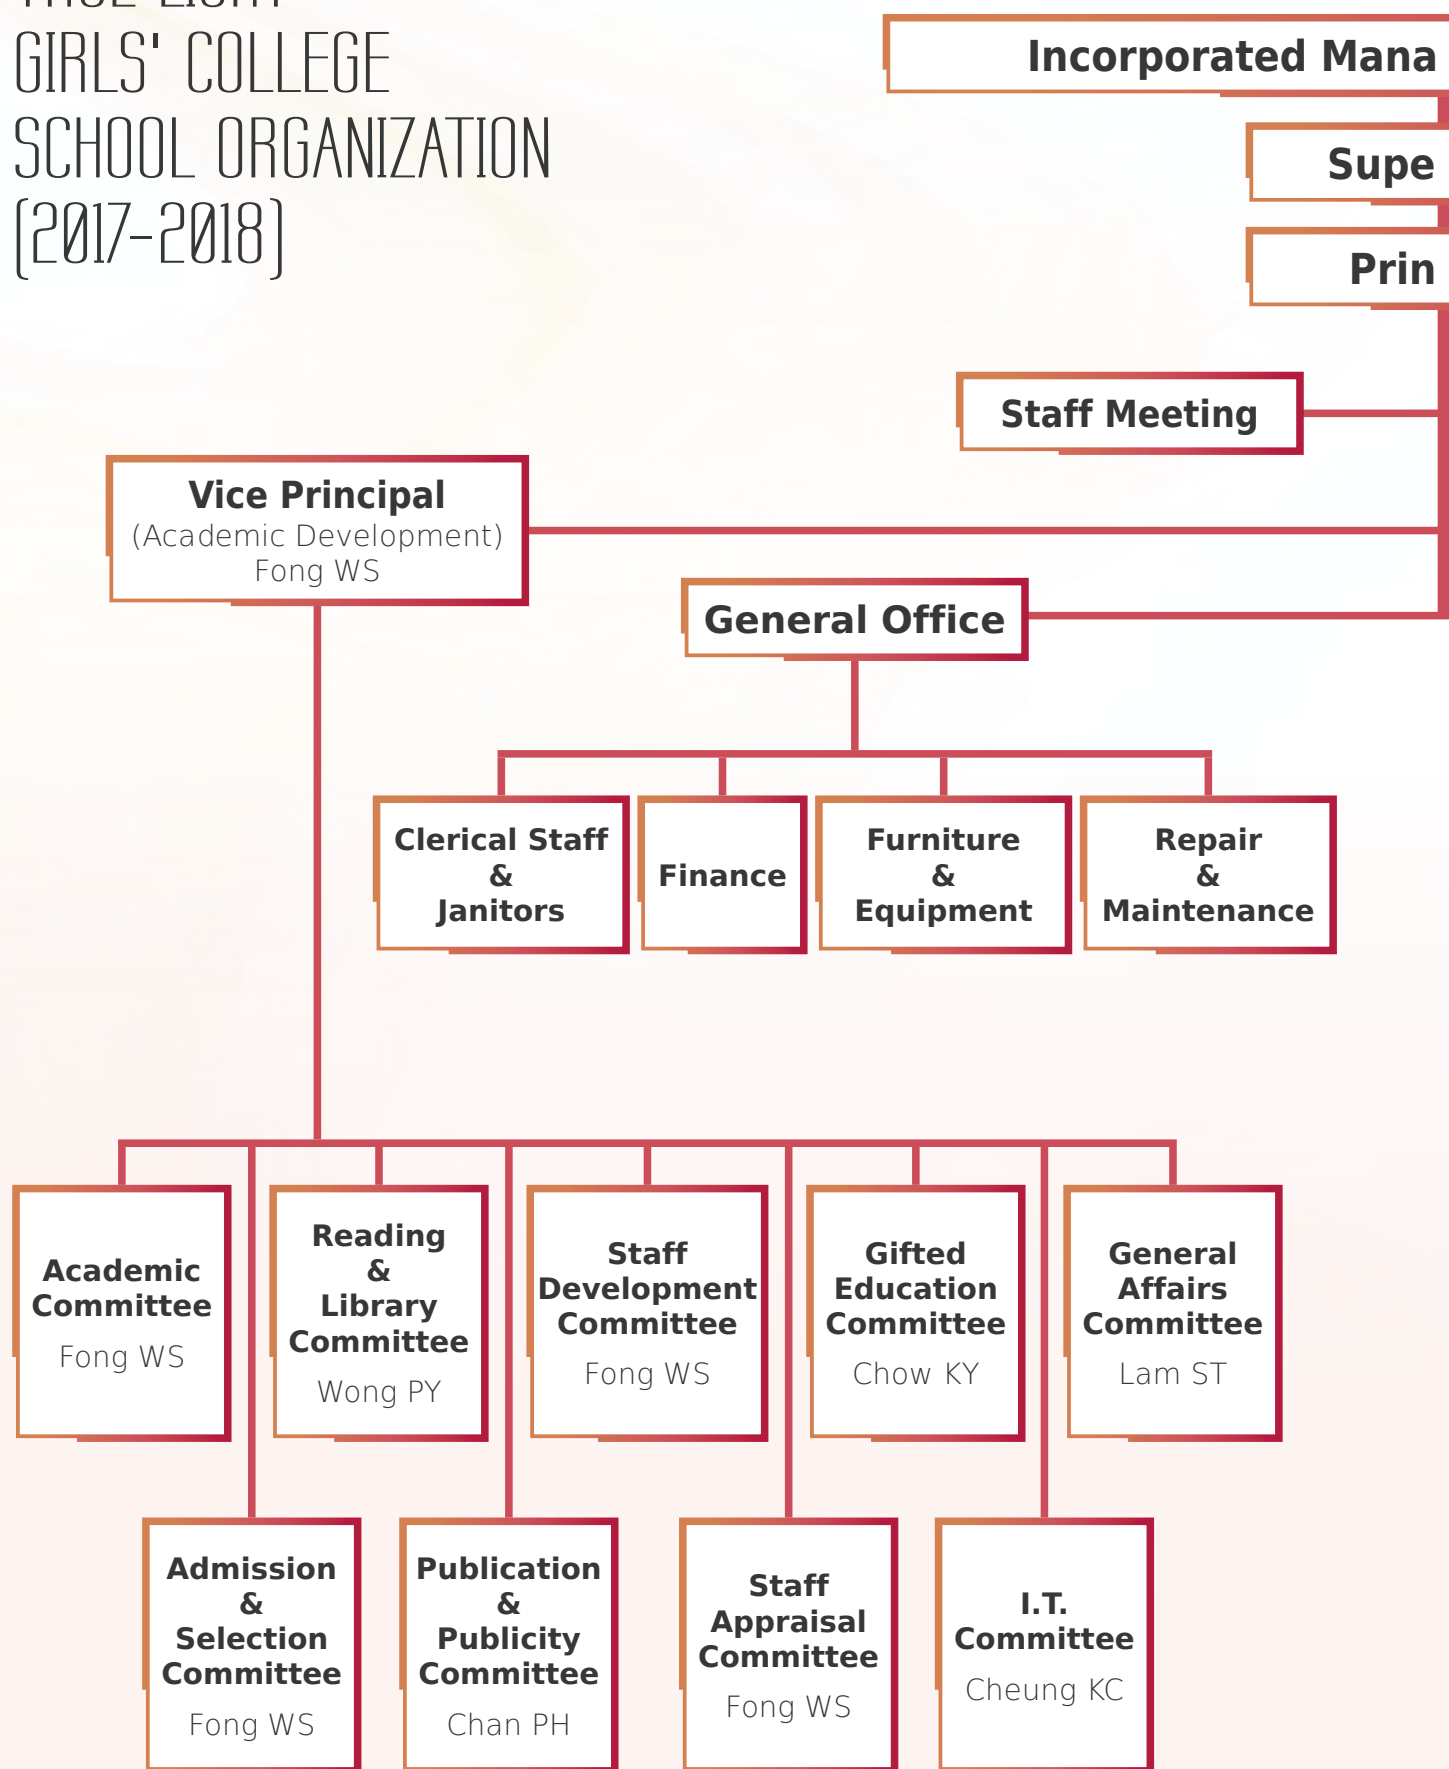 GIRLS' COLLEGE
SCHOOL ORGANIZATION
(2017-2018)
Incorporated Mana
Supe
Prin
Staff Meeting
Vice Principal
(Academic Development)
Fong WS
General Office
Clerical Staff
&
Janitors
Finance
Furniture
&
Equipment
Repair
&
Maintenance
Academic
Committee
Fong WS
Reading
&
Library
Committee
Wong PY
Staff
Development
Committee
Fong WS
Gifted
Education
Committee
Chow KY
General
Affairs
Committee
Lam ST
Admission
&
Selection
Committee
Fong WS
Publication
&
Publicity
Committee
Chan PH
Staff
Appraisal
Committee
Fong WS
I.T.
Committee
Cheung KC